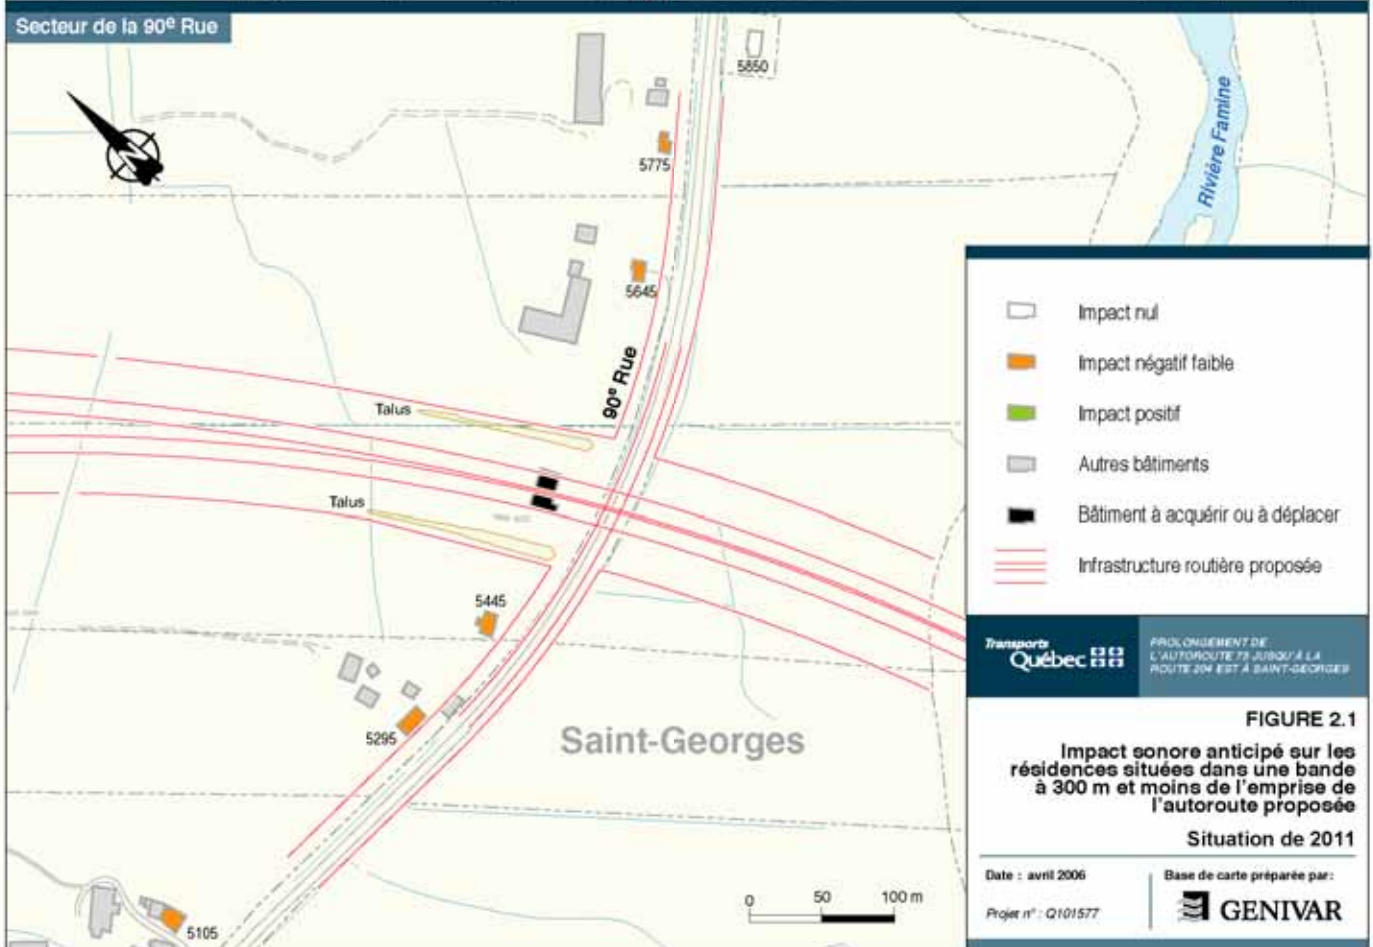 Secteur de la 90e Rue
5850
Rivière Famine
5775
5645
90e Rue
Talus
Talus
5445
5295
Saint-Georges
5105
0 50 100 m
Impact nul
Impact négatif faible
Impact positif
Autres bâtiments
Bâtiment à acquérir ou à déplacer
Infrastructure routière proposée
Transports
Québec
PROLONGEMENT DE
L'AUTOROUTE 73 JUSQU'À LA
ROUTE 204 EST À SAINT-GEORGES
FIGURE 2.1
Impact sonore anticipé sur les
résidences situées dans une bande
à 300 m et moins de l'emprise de
l'autoroute proposée
Situation de 2011
Date : avril 2006
Base de carte préparée par :
Projet n° : Q101577
GENIVAR